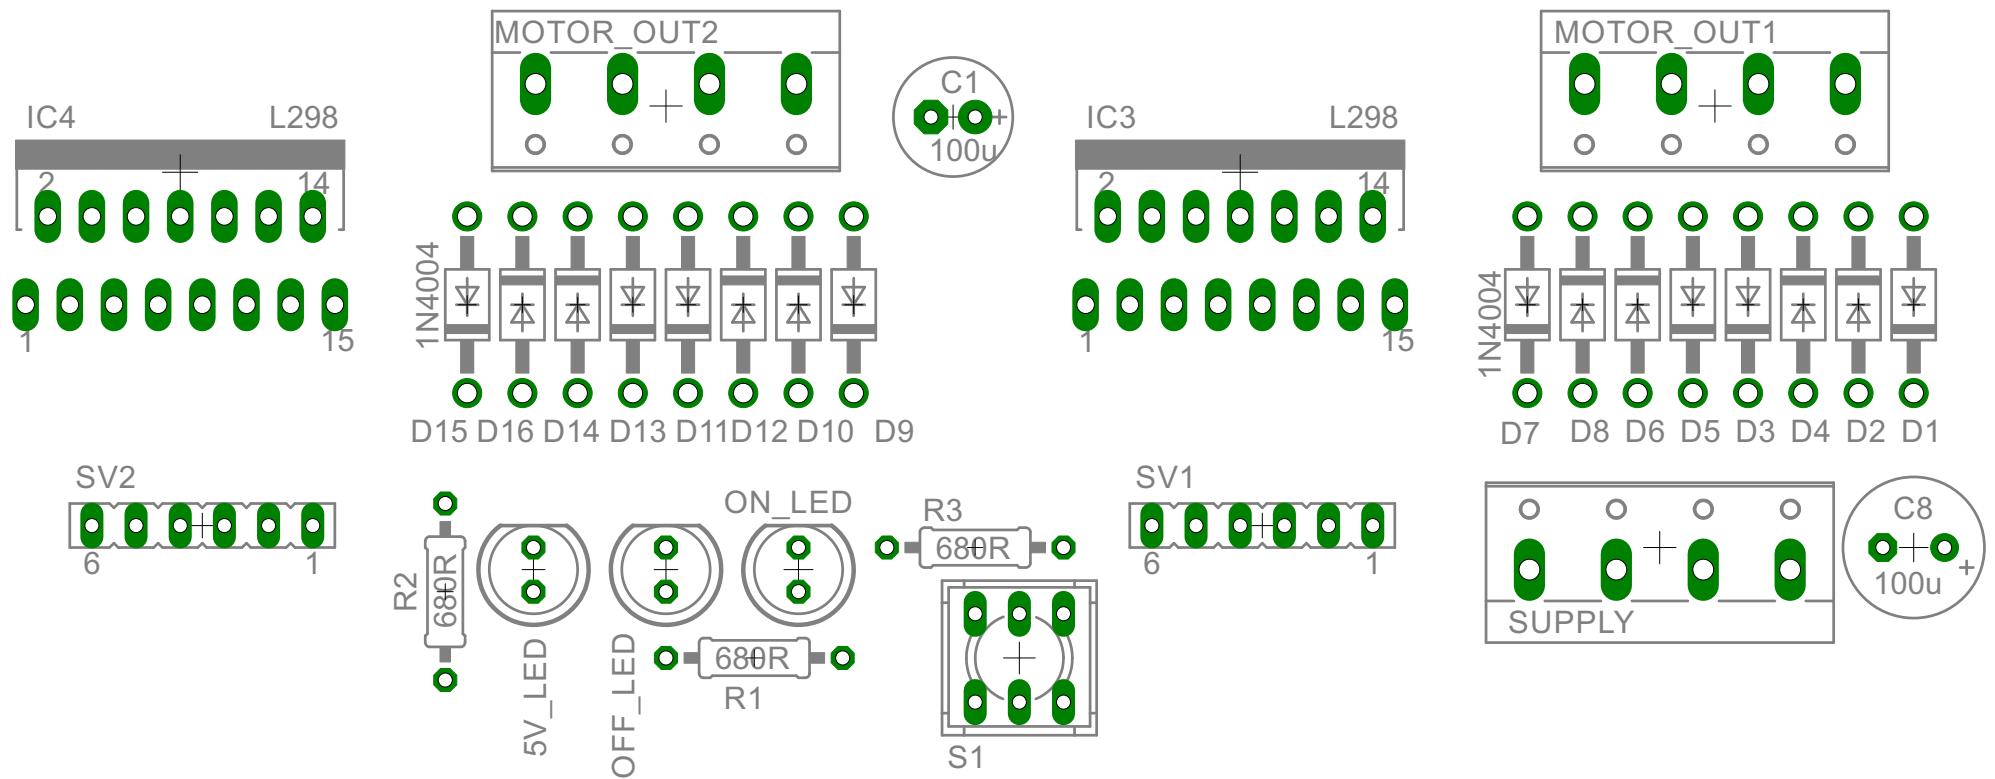 MOTOR_OUT2
MOTOR_OUT1
C1
100u
+
IC4 L298
IC3 L298
2 14
2 14
1 15
1 15
1N4004
1N4004
D15 D16 D14 D13 D11 D12 D10 D9
D7 D8 D6 D5 D3 D4 D2 D1
SV2
6 1
SV1
6 1
ON_LED
R3
680R
R2
680R
C8
100u
+
SUPPLY
680R
R1
5V_LED
OFF_LED
S1